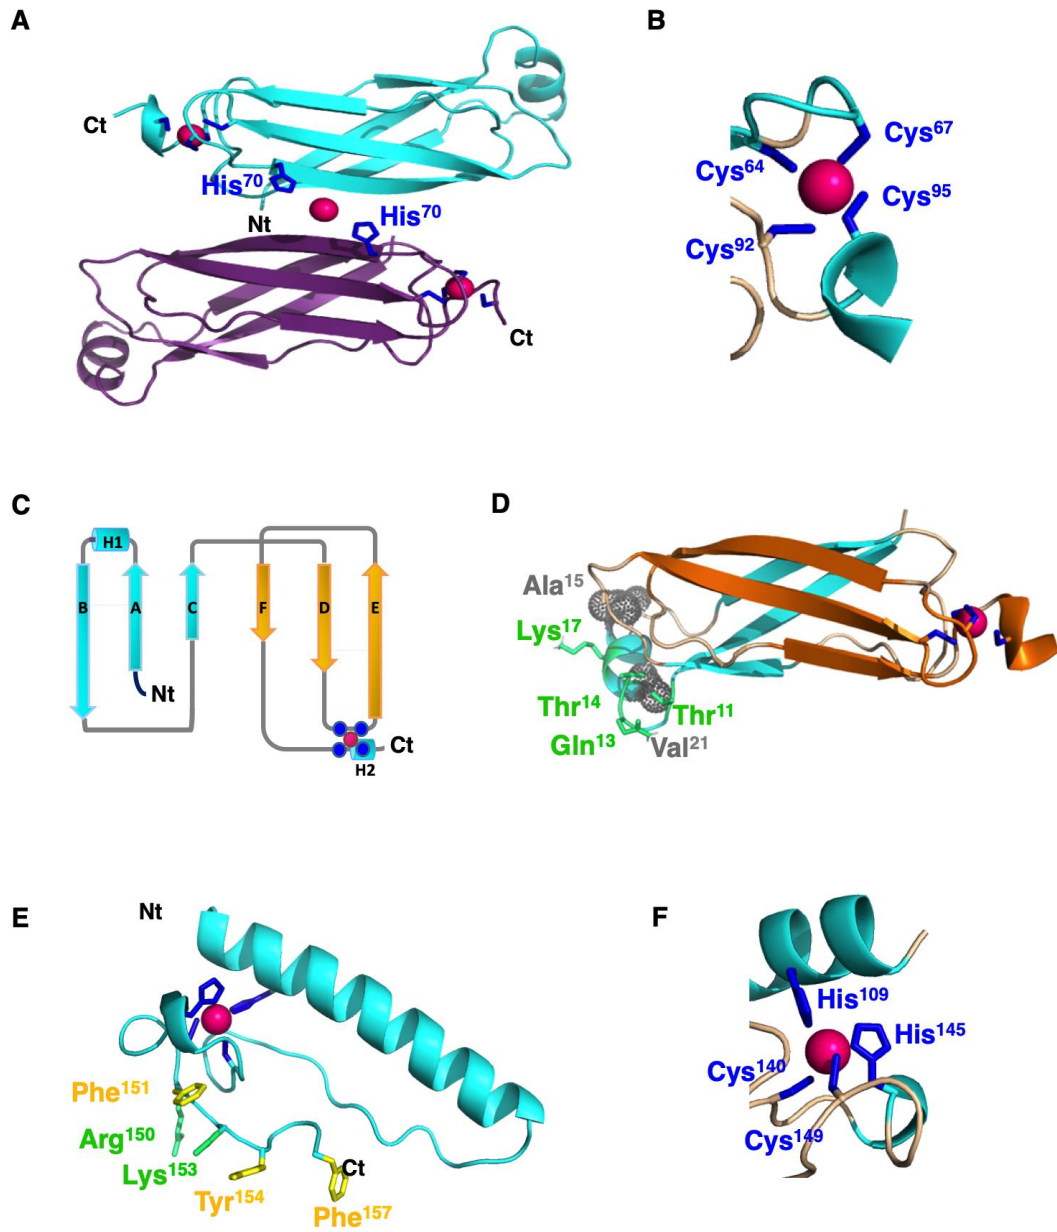 A
B
Ct
His70
His70
Nt
Ct
Cys67
Cys64
Cys95
Cys92
C
D
H1
B
A
C
F
D
E
Nt
Ct
H2
Ala15
Lys17
Thr14
Thr11
Gln13
Val21
E
F
Nt
Phe151
Arg150
Lys153
Tyr154
Ct
Phe157
His109
His145
Cys140
Cys149